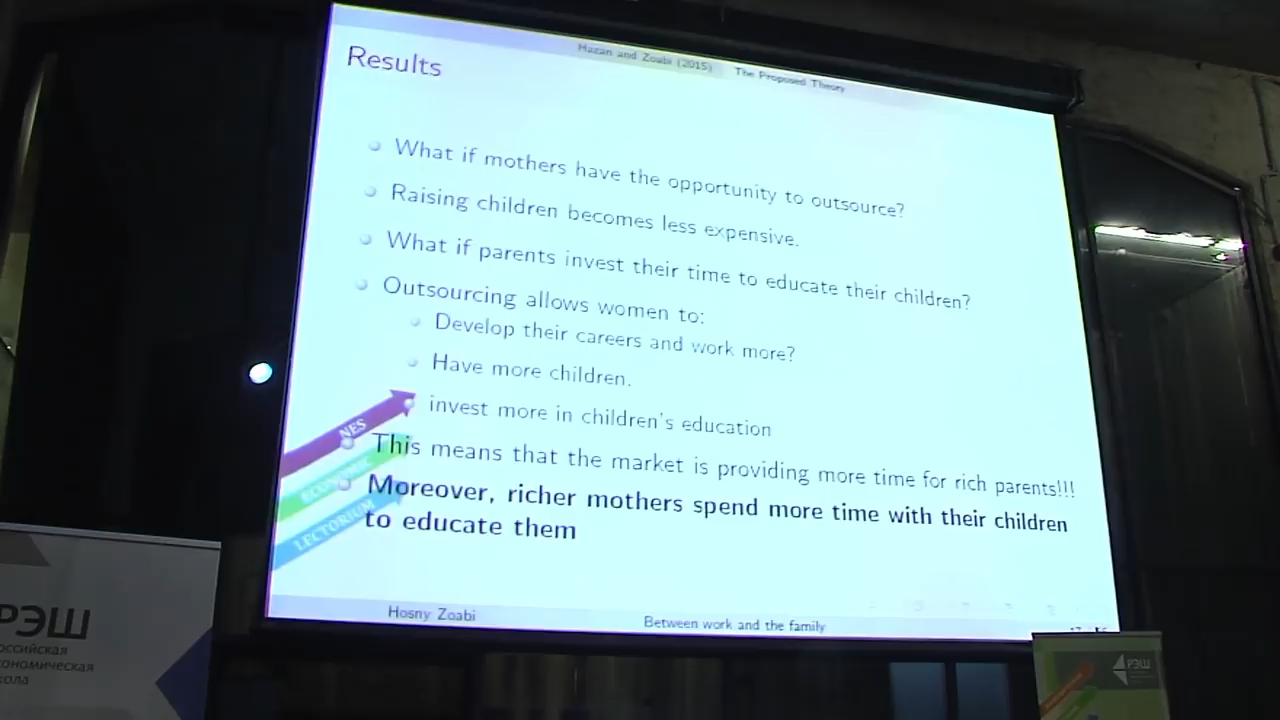 Hazan and Zoabi (2015) The Proposed Theory
Results
What if mothers have the opportunity to outsource?
Raising children becomes less expensive.
What if parents invest their time to educate their children?
Outsourcing allows women to:
Develop their careers and work more?
Have more children.
invest more in children's education
This means that the market is providing more time for rich parents!!!
Moreover, richer mothers spend more time with their children
to educate them
NES
ECONOMIC
LECTORIUM
Hosny Zoabi
Between work and the family
РЭШ
оссийская
кономическая
кола
РЭШ